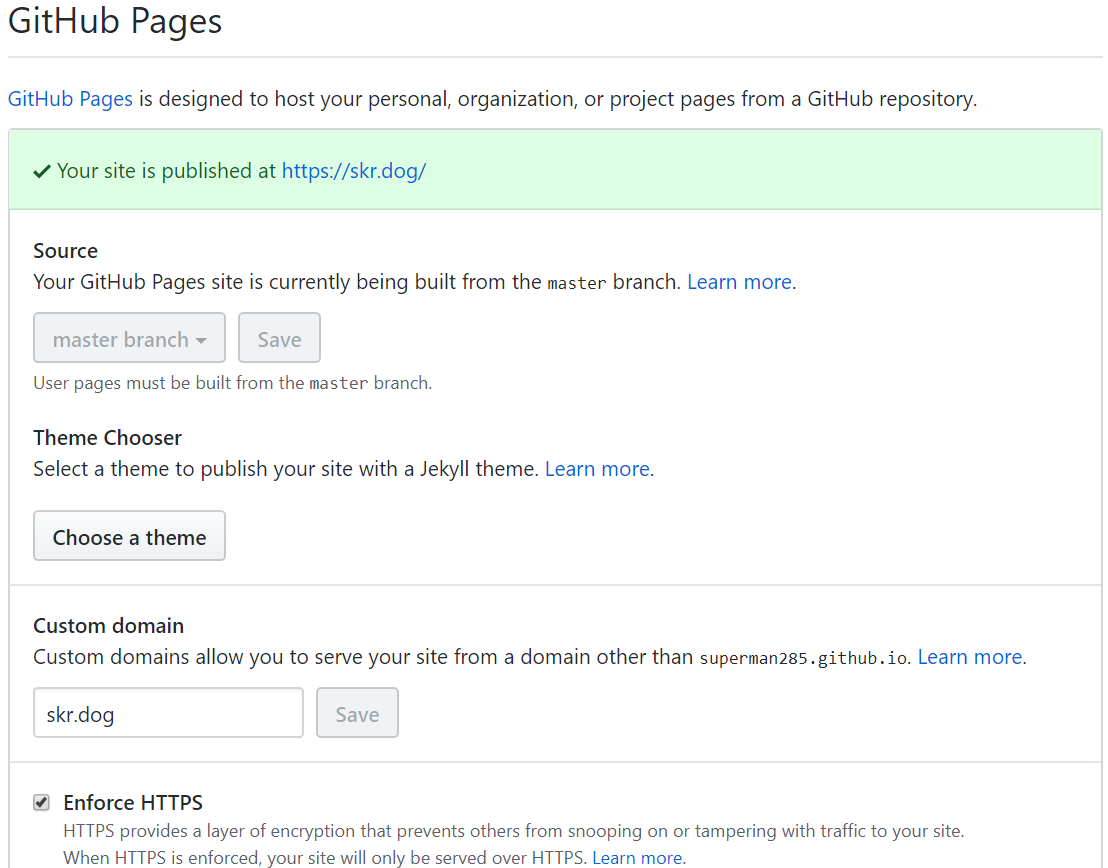 GitHub Pages
GitHub Pages is designed to host your personal, organization, or project pages from a GitHub repository.
Your site is published at https://skr.dog/
Source
Your GitHub Pages site is currently being built from the master branch. Learn more.
master branch
Save
User pages must be built from the master branch.
Theme Chooser
Select a theme to publish your site with a Jekyll theme. Learn more.
Choose a theme
Custom domain
Custom domains allow you to serve your site from a domain other than superman285.github.io. Learn more.
skr.dog
Save
Enforce HTTPS
HTTPS provides a layer of encryption that prevents others from snooping on or tampering with traffic to your site.
When HTTPS is enforced, your site will only be served over HTTPS. Learn more.